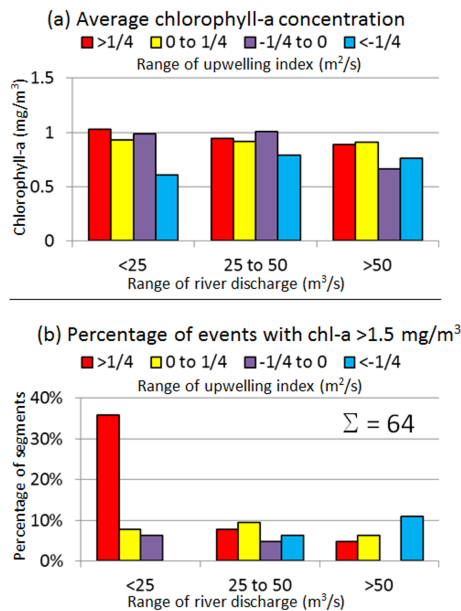 (a) Average chlorophyll-a concentration
>1/4 0 to 1/4 -1/4 to 0 <-1/4
Range of upwelling index (m²/s)
Chlorophyll-a (mg/m³)
1.5
1
0.5
0
<25 25 to 50 >50
Range of river discharge (m³/s)
(b) Percentage of events with chl-a >1.5 mg/m³
>1/4 0 to 1/4 -1/4 to 0 <-1/4
Range of upwelling index (m²/s)
Percentage of segments
40%
30%
20%
10%
0%
Σ = 64
<25 25 to 50 >50
Range of river discharge (m³/s)